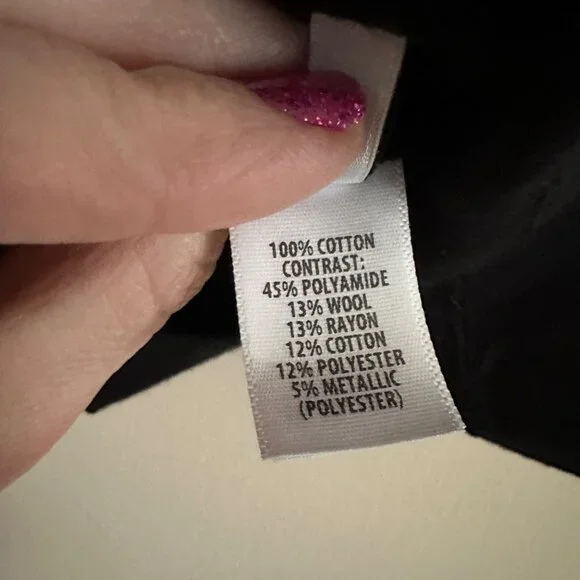 100% COTTON
CONTRAST:
45% POLYAMIDE
13% WOOL
13% RAYON
12% COTTON
12% POLYESTER
5% METALLIC
(POLYESTER)